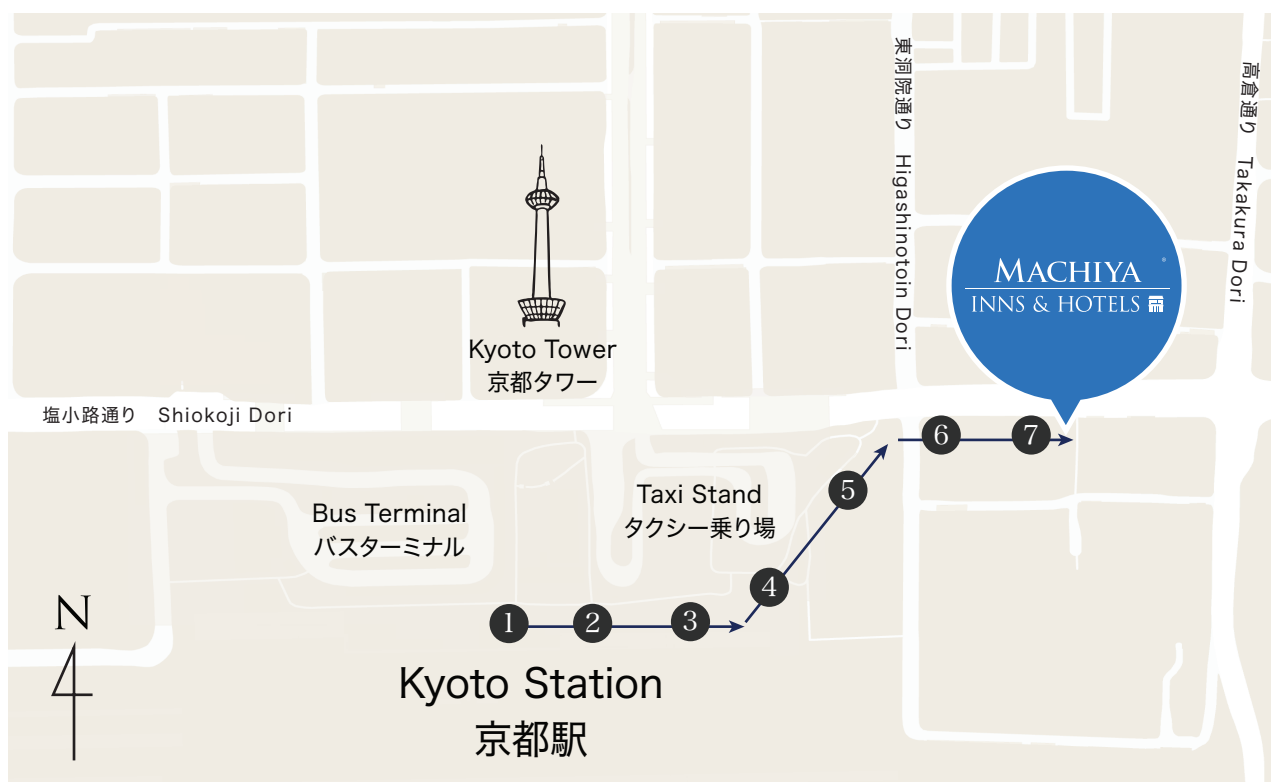 東洞院通り Higashinotoin Dori
高倉通り Takakura Dori
MACHIYA
INNS & HOTELS
Kyoto Tower
京都タワー
塩小路通り Shiokoji Dori
6
7
5
Taxi Stand
タクシー乗り場
Bus Terminal
バスターミナル
4
1
2
3
N
Kyoto Station
京都駅